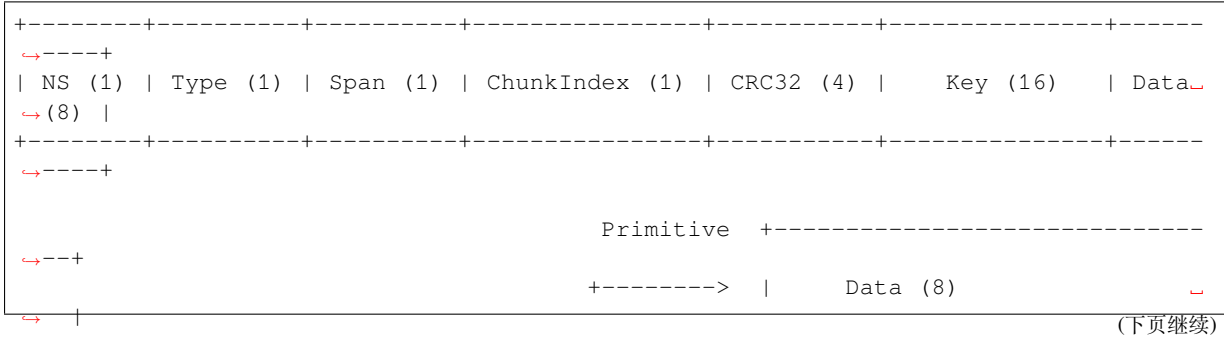 +--------+----------+----------+----------------+-----------+---------------+------
↪----+
| NS (1) | Type (1) | Span (1) | ChunkIndex (1) | CRC32 (4) |    Key (16)    | Data␣
↪(8) |
+--------+----------+----------+----------------+-----------+---------------+------
↪----+
Primitive  +------------------------------
↪--+
+-------->  |     Data (8)                 ␣
↪  |
(下页继续)